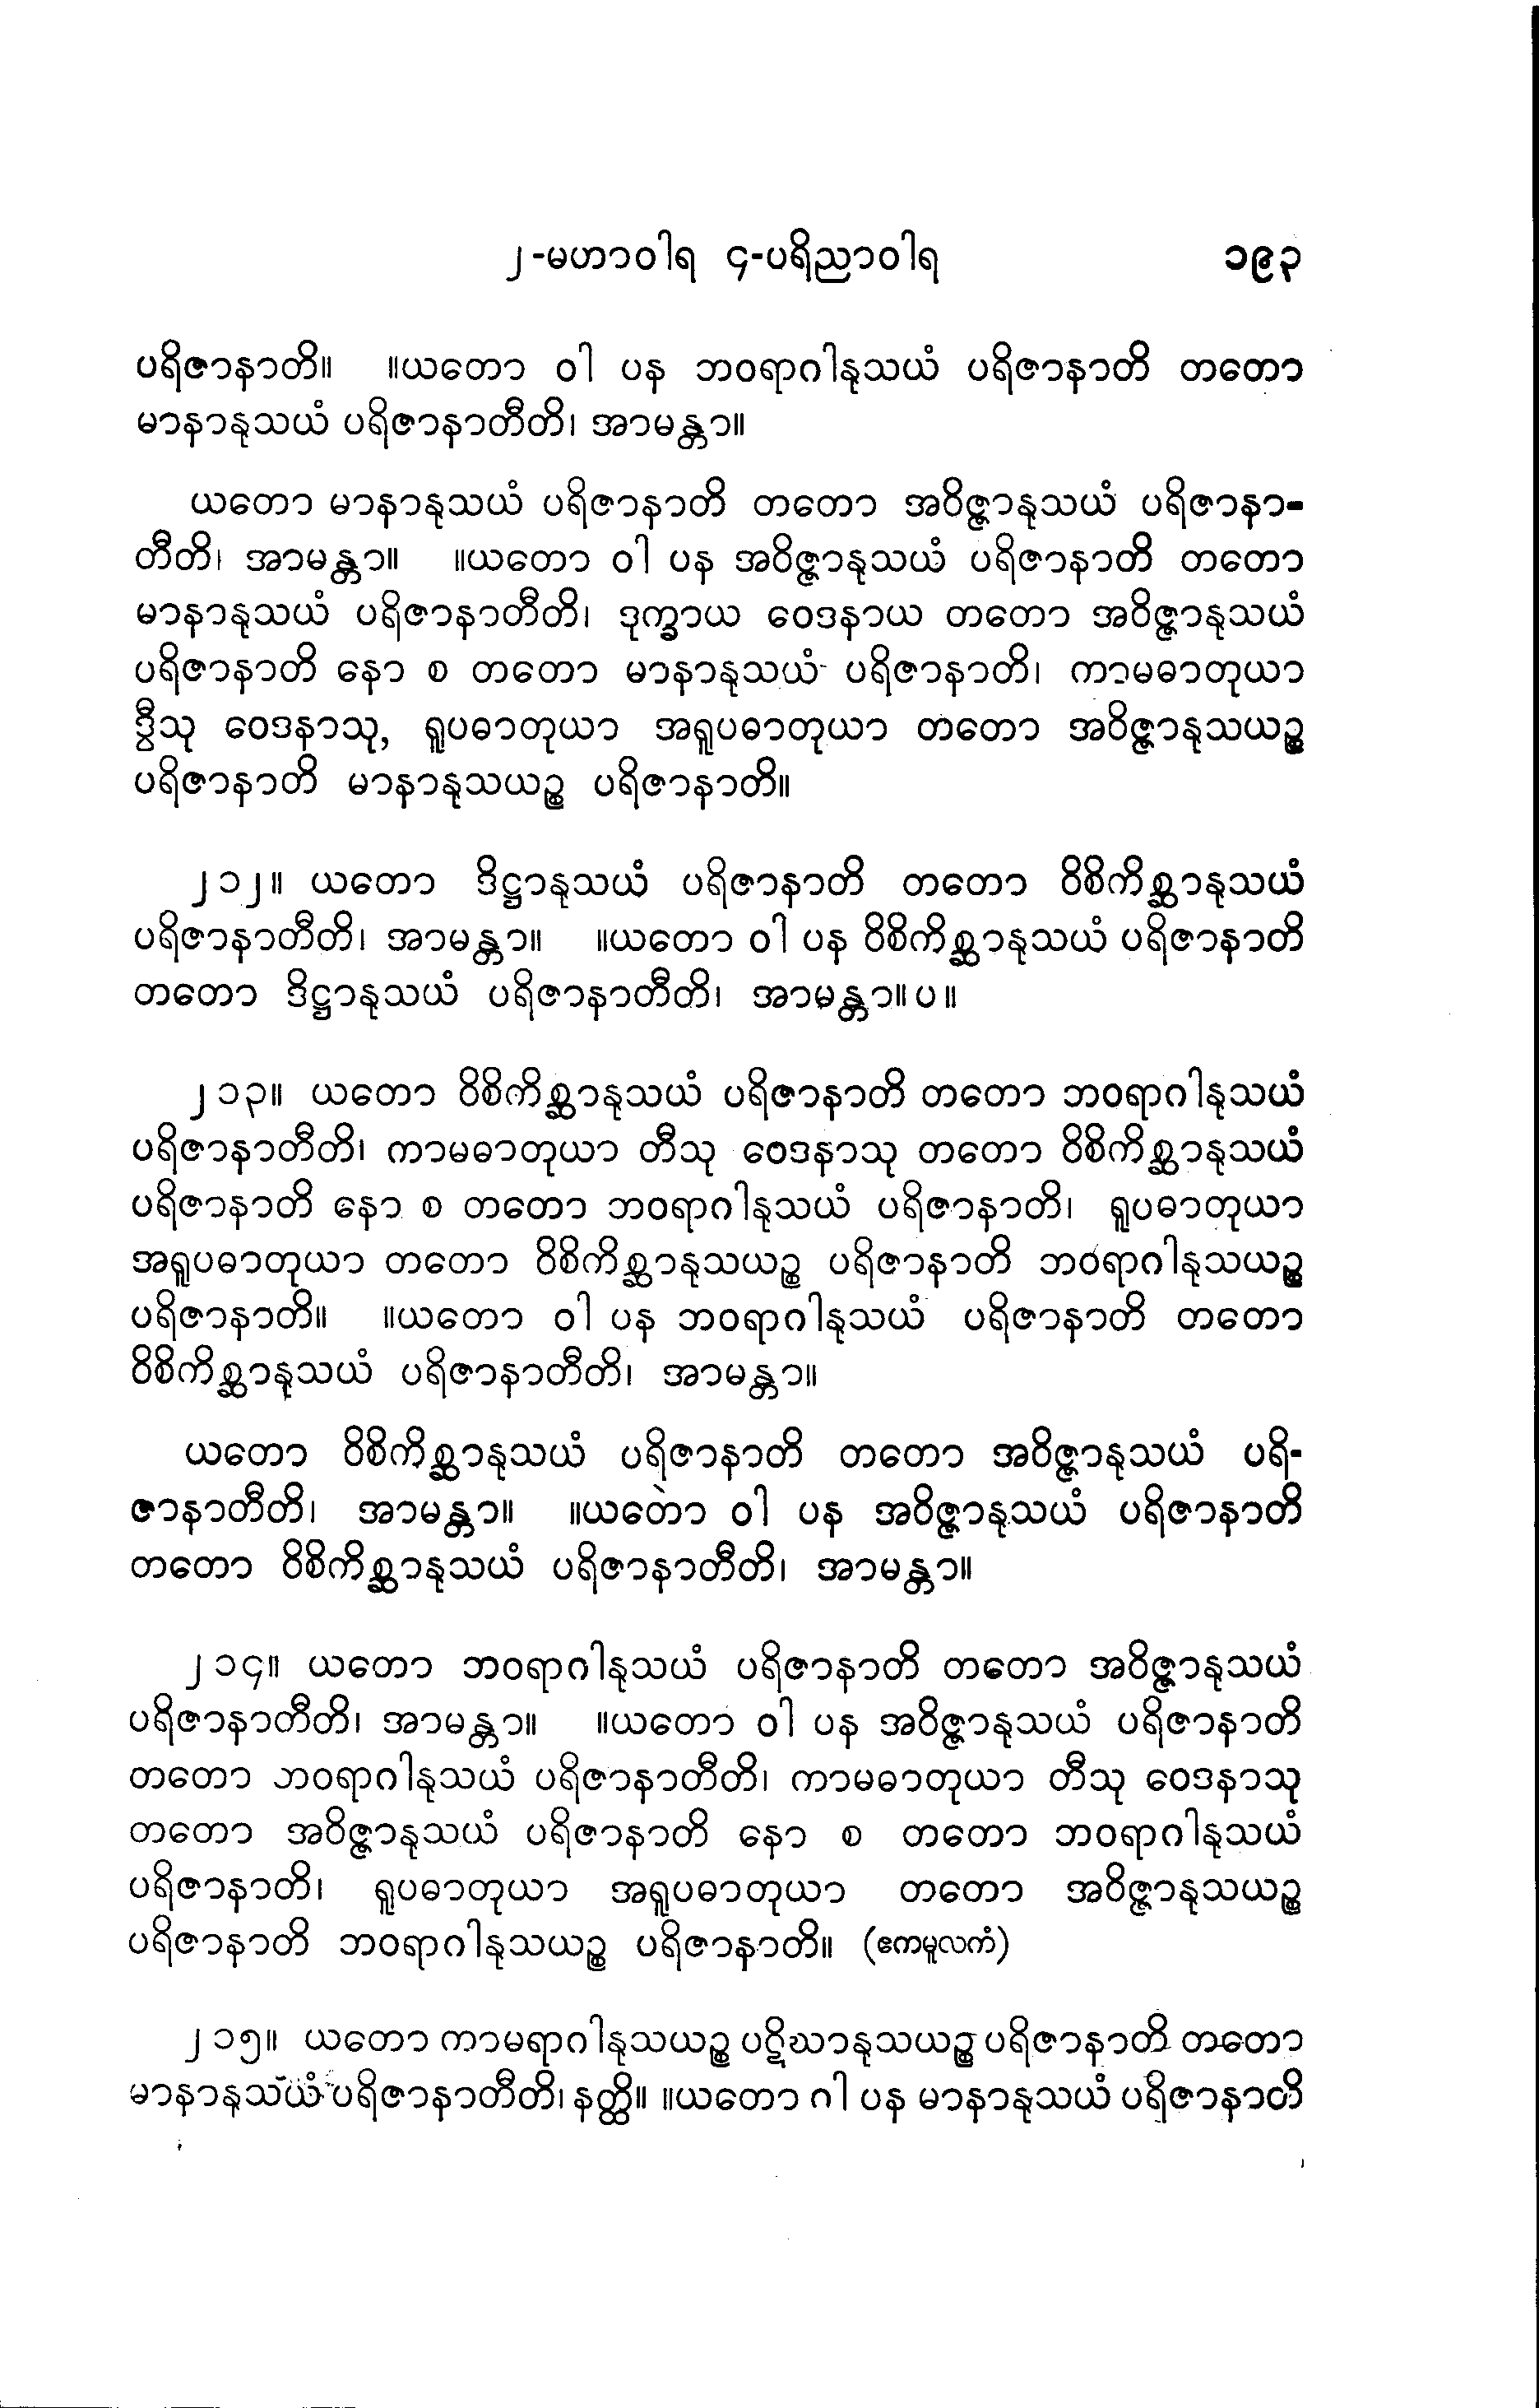 ၂-မဟာဝါရ ၄-ပရိညာဝါရ ၁၉၃
ပရိဇာနာတိ။ ။ယတော ဝါ ပန ဘဝရာဂါနုသယံ ပရိဇာနာတိ တတော
မာနာနုသယံ ပရိဇာနာတီတိ၊ အာမန္တာ။
ယတော မာနာနုသယံ ပရိဇာနာတိ တတော အဝိဇ္ဇာနုသယံ ပရိဇာနာ-
တီတိ၊ အာမန္တာ။ ။ယတော ဝါ ပန အဝိဇ္ဇာနုသယံ ပရိဇာနာတိ တတော
မာနာနုသယံ ပရိဇာနာတီတိ၊ ဒုက္ခာယ ဝေဒနာယ တတော အဝိဇ္ဇာနုသယံ
ပရိဇာနာတိ နော စ တတော မာနာနုသယံ ပရိဇာနာတိ၊ ကာမဓာတုယာ
ဒွီသု ဝေဒနာသု, ရူပဓာတုယာ အရူပဓာတုယာ တတော အဝိဇ္ဇာနုသယဉ္စ
ပရိဇာနာတိ မာနာနုသယဉ္စ ပရိဇာနာတိ။
၂၁၂။ ယတော ဒိဋ္ဌာနုသယံ ပရိဇာနာတိ တတော ဝိစိကိစ္ဆာနုသယံ
ပရိဇာနာတီတိ၊ အာမန္တာ။ ။ယတော ဝါ ပန ဝိစိကိစ္ဆာနုသယံ ပရိဇာနာတိ
တတော ဒိဋ္ဌာနုသယံ ပရိဇာနာတီတိ၊ အာမန္တာ။ပ။
၂၁၃။ ယတော ဝိစိကိစ္ဆာနုသယံ ပရိဇာနာတိ တတော ဘဝရာဂါနုသယံ
ပရိဇာနာတီတိ၊ ကာမဓာတုယာ တီသု ဝေဒနာသု တတော ဝိစိကိစ္ဆာနုသယံ
ပရိဇာနာတိ နော စ တတော ဘဝရာဂါနုသယံ ပရိဇာနာတိ၊ ရူပဓာတုယာ
အရူပဓာတုယာ တတော ဝိစိကိစ္ဆာနုသယဉ္စ ပရိဇာနာတိ ဘဝရာဂါနုသယဉ္စ
ပရိဇာနာတိ။ ။ယတော ဝါ ပန ဘဝရာဂါနုသယံ ပရိဇာနာတိ တတော
ဝိစိကိစ္ဆာနုသယံ ပရိဇာနာတီတိ၊ အာမန္တာ။
ယတော ဝိစိကိစ္ဆာနုသယံ ပရိဇာနာတိ တတော အဝိဇ္ဇာနုသယံ ပရိ-
ဇာနာတီတိ၊ အာမန္တာ။ ။ယတော ဝါ ပန အဝိဇ္ဇာနုသယံ ပရိဇာနာတိ
တတော ဝိစိကိစ္ဆာနုသယံ ပရိဇာနာတီတိ၊ အာမန္တာ။
၂၁၄။ ယတော ဘဝရာဂါနုသယံ ပရိဇာနာတိ တတော အဝိဇ္ဇာနုသယံ
ပရိဇာနာတီတိ၊ အာမန္တာ။ ။ယတော ဝါ ပန အဝိဇ္ဇာနုသယံ ပရိဇာနာတိ
တတော ဘဝရာဂါနုသယံ ပရိဇာနာတီတိ၊ ကာမဓာတုယာ တီသု ဝေဒနာသု
တတော အဝိဇ္ဇာနုသယံ ပရိဇာနာတိ နော စ တတော ဘဝရာဂါနုသယံ
ပရိဇာနာတိ၊ ရူပဓာတုယာ အရူပဓာတုယာ တတော အဝိဇ္ဇာနုသယဉ္စ
ပရိဇာနာတိ ဘဝရာဂါနုသယဉ္စ ပရိဇာနာတိ။ (ဧကမူလကံ)
၂၁၅။ ယတော ကာမရာဂါနုသယဉ္စ ပဋိဃာနုသယဉ္စ ပရိဇာနာတိ တတော
မာနာနုသယံ ပရိဇာနာတီတိ၊ နတ္ထိ။ ။ယတော ဂါ ပန မာနာနုသယံ ပရိဇာနာတိ